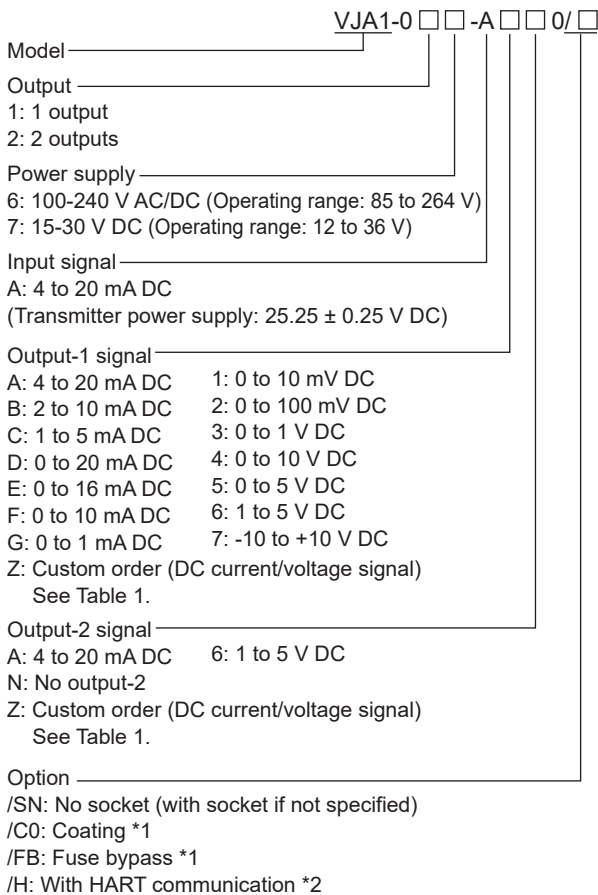 VJA1-0 □ □ -A □ □ 0/ □
Model
Output
1: 1 output
2: 2 outputs
Power supply
6: 100-240 V AC/DC (Operating range: 85 to 264 V)
7: 15-30 V DC (Operating range: 12 to 36 V)
Input signal
A: 4 to 20 mA DC
(Transmitter power supply: 25.25 ± 0.25 V DC)
Output-1 signal
A: 4 to 20 mA DC 1: 0 to 10 mV DC
B: 2 to 10 mA DC 2: 0 to 100 mV DC
C: 1 to 5 mA DC 3: 0 to 1 V DC
D: 0 to 20 mA DC 4: 0 to 10 V DC
E: 0 to 16 mA DC 5: 0 to 5 V DC
F: 0 to 10 mA DC 6: 1 to 5 V DC
G: 0 to 1 mA DC 7: -10 to +10 V DC
Z: Custom order (DC current/voltage signal)
See Table 1.
Output-2 signal
A: 4 to 20 mA DC 6: 1 to 5 V DC
N: No output-2
Z: Custom order (DC current/voltage signal)
See Table 1.
Option
/SN: No socket (with socket if not specified)
/C0: Coating *1
/FB: Fuse bypass *1
/H: With HART communication *2